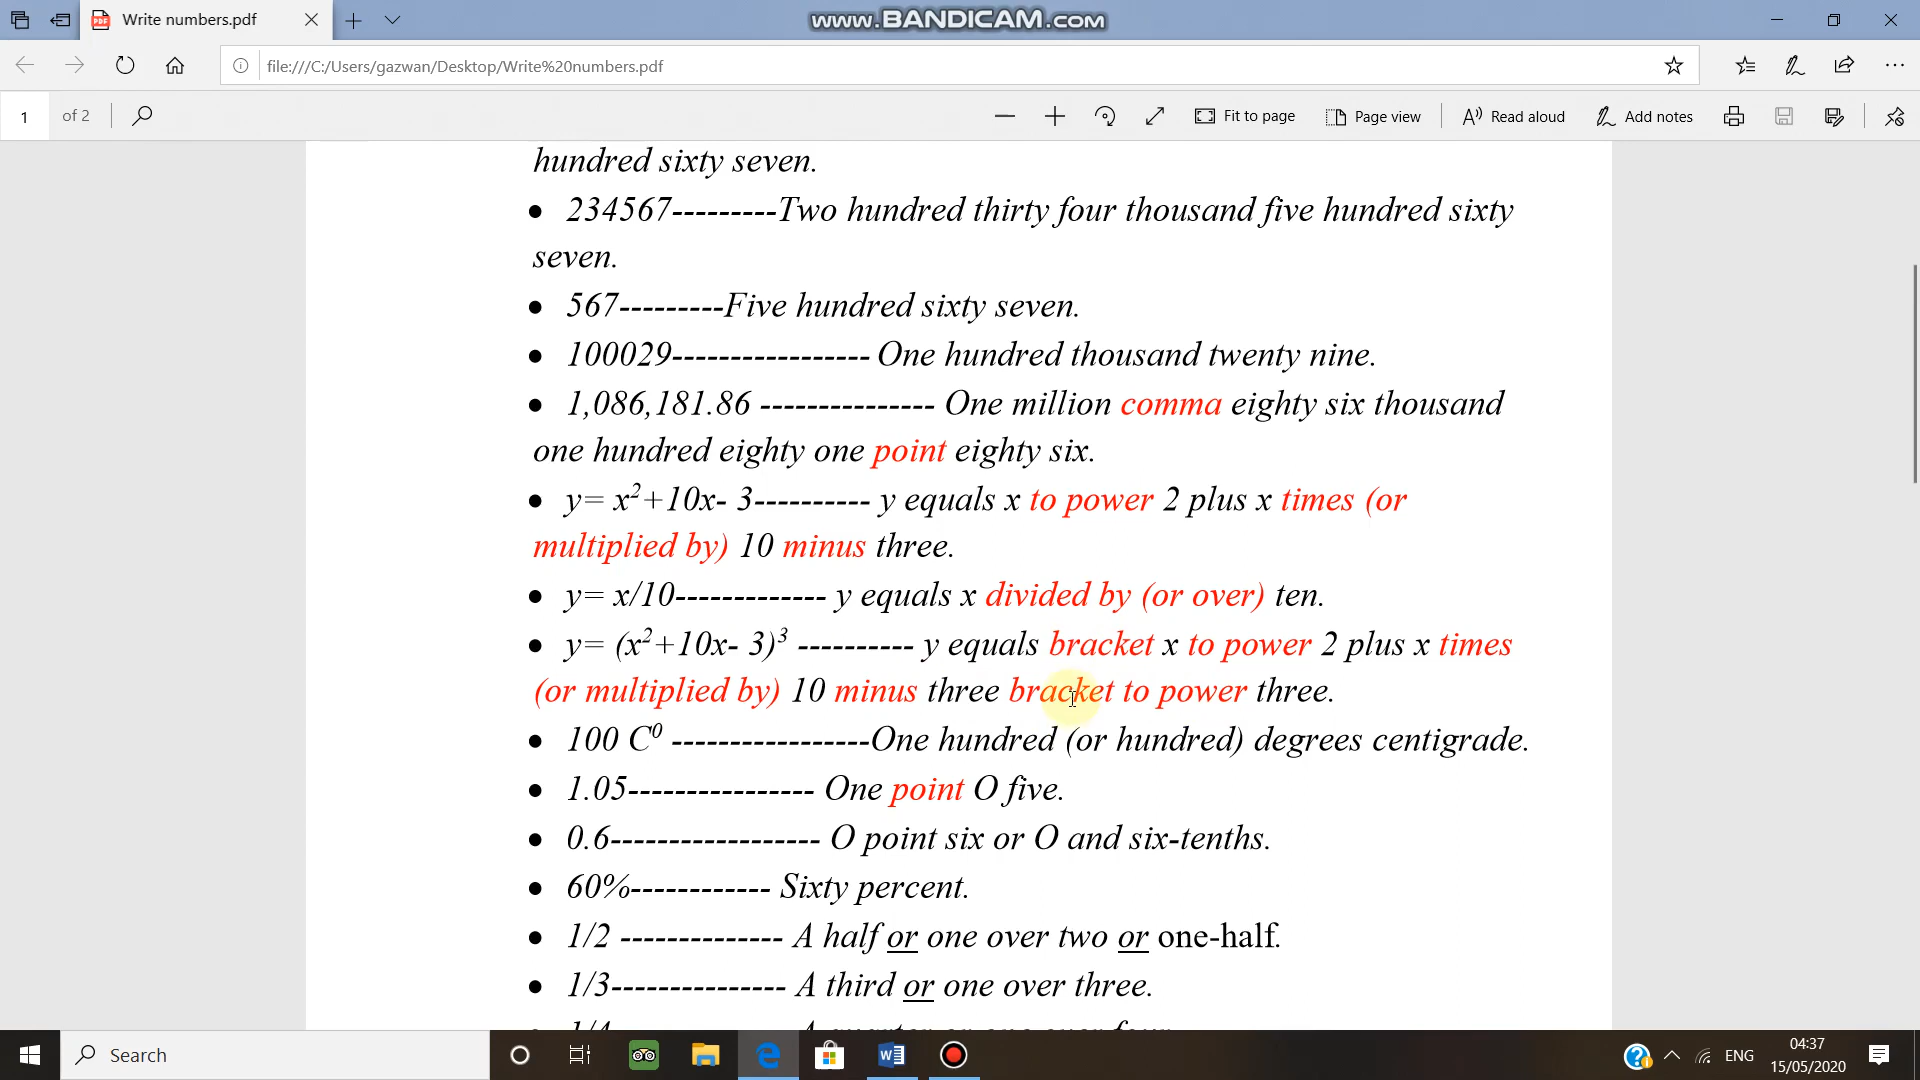 Write numbers.pdf
www.BANDICAM.com
file:///C:/Users/gazwan/Desktop/Write%20numbers.pdf
1 of 2
Fit to page
Page view
Read aloud
Add notes
hundred sixty seven.
• 234567---------Two hundred thirty four thousand five hundred sixty
seven.
• 567---------Five hundred sixty seven.
• 100029----------------- One hundred thousand twenty nine.
• 1,086,181.86 --------------- One million comma eighty six thousand
one hundred eighty one point eighty six.
• y= x²+10x- 3---------- y equals x to power 2 plus x times (or
multiplied by) 10 minus three.
• y= x/10------------- y equals x divided by (or over) ten.
• y= (x²+10x- 3)³ ---------- y equals bracket x to power 2 plus x times
(or multiplied by) 10 minus three bracket to power three.
• 100 C⁰ -----------------One hundred (or hundred) degrees centigrade.
• 1.05---------------- One point O five.
• 0.6------------------ O point six or O and six-tenths.
• 60%------------ Sixty percent.
• 1/2 -------------- A half or one over two or one-half.
• 1/3--------------- A third or one over three.
Search
ENG
04:37
15/05/2020